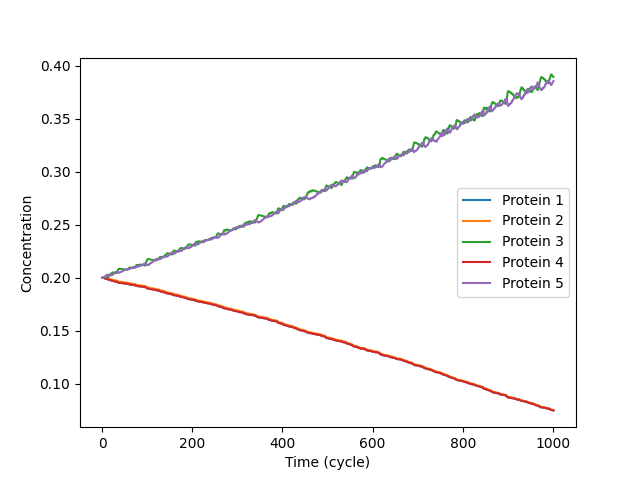 0.40
0.35
0.30
0.25
0.20
0.15
0.10
Concentration
Protein 1
Protein 2
Protein 3
Protein 4
Protein 5
0 200 400 600 800 1000
Time (cycle)